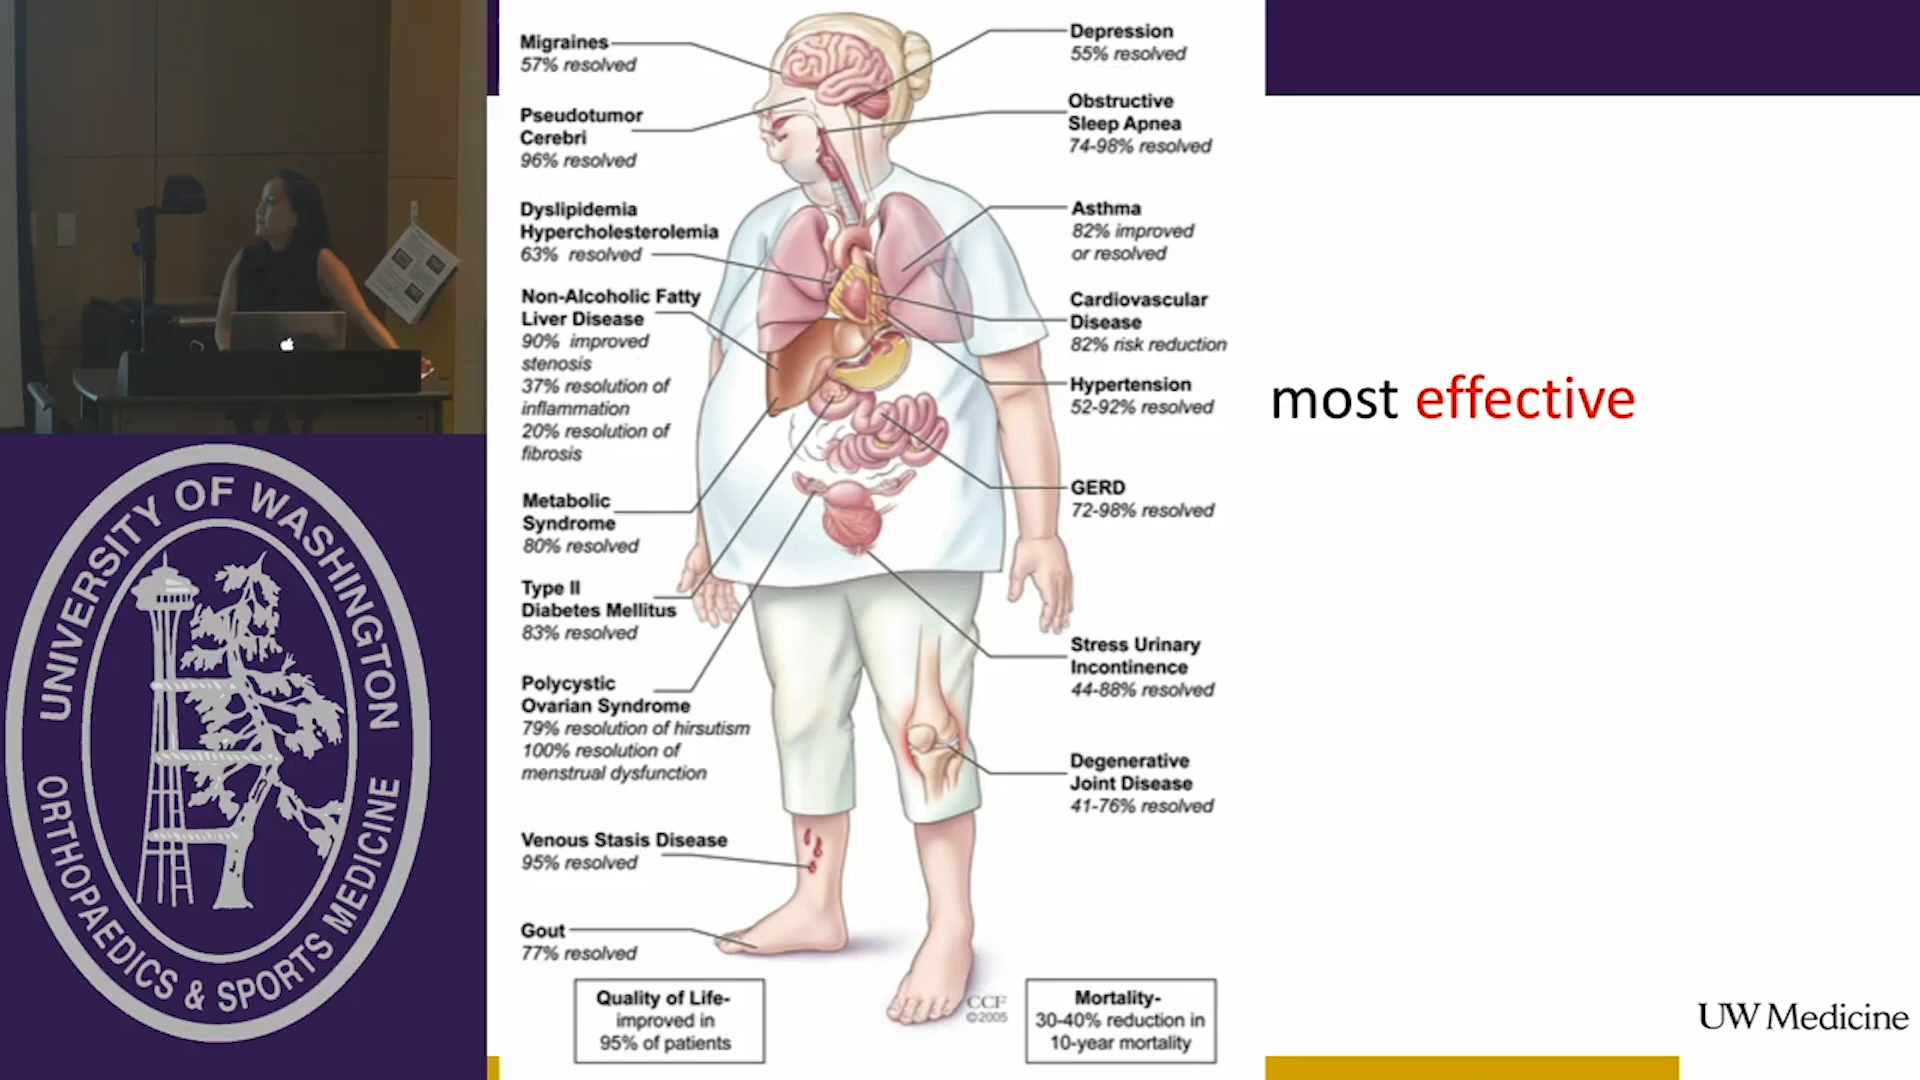 Migraines
57% resolved
Pseudotumor
Cerebri
96% resolved
Dyslipidemia
Hypercholesterolemia
63% resolved
Non-Alcoholic Fatty
Liver Disease
90% improved
stenosis
37% resolution of
inflammation
20% resolution of
fibrosis
Metabolic
Syndrome
80% resolved
Type II
Diabetes Mellitus
83% resolved
Polycystic
Ovarian Syndrome
79% resolution of hirsutism
100% resolution of
menstrual dysfunction
Venous Stasis Disease
95% resolved
Gout
77% resolved
Quality of Life-
improved in
95% of patients
Depression
55% resolved
Obstructive
Sleep Apnea
74-98% resolved
Asthma
82% improved
or resolved
Cardiovascular
Disease
82% risk reduction
Hypertension
52-92% resolved
GERD
72-98% resolved
Stress Urinary
Incontinence
44-88% resolved
Degenerative
Joint Disease
41-76% resolved
CCF
©2005
Mortality-
30-40% reduction in
10-year mortality
most effective
UNIVERSITY OF WASHINGTON
ORTHOPAEDICS & SPORTS MEDICINE
UW Medicine